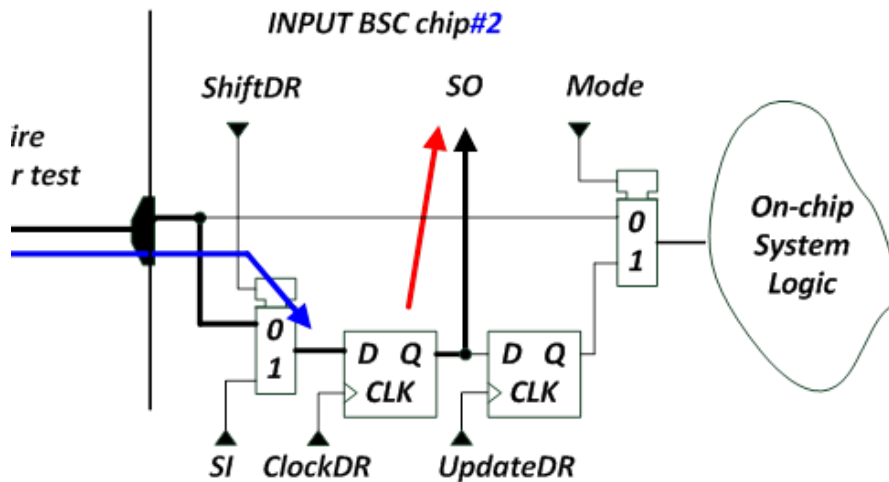 INPUT BSC chip#2
ShiftDR
SO
Mode
r test
0
1
On-chip
System
Logic
0
1
D Q
CLK
D Q
CLK
SI
ClockDR
UpdateDR